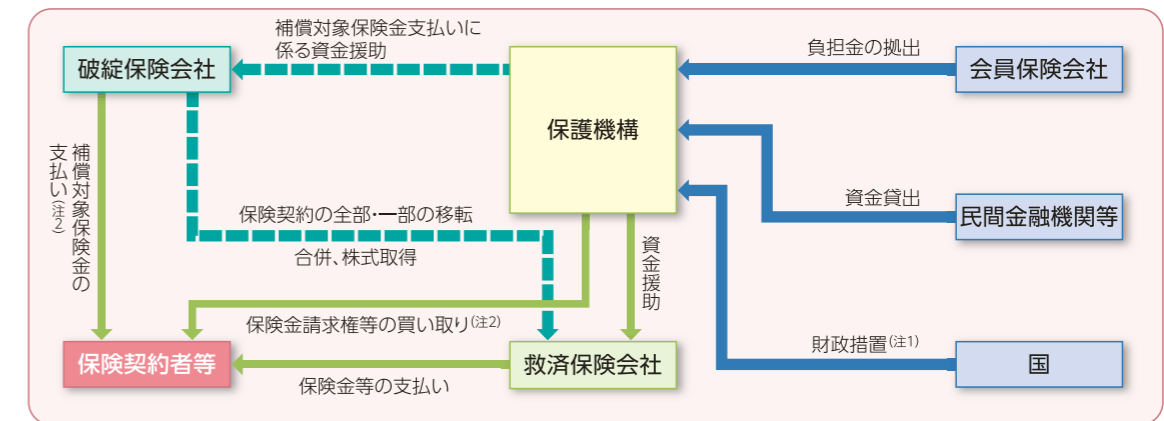 補償対象保険金支払いに
係る資金援助
負担金の拠出
破綻保険会社
会員保険会社
保護機構
補償対象保険金の
支払い(注2)
資金貸出
民間金融機関等
保険契約の全部・一部の移転
合併、株式取得
資金援助
保険金請求権等の買い取り(注2)
財政措置(注1)
保険契約者等
救済保険会社
国
保険金等の支払い